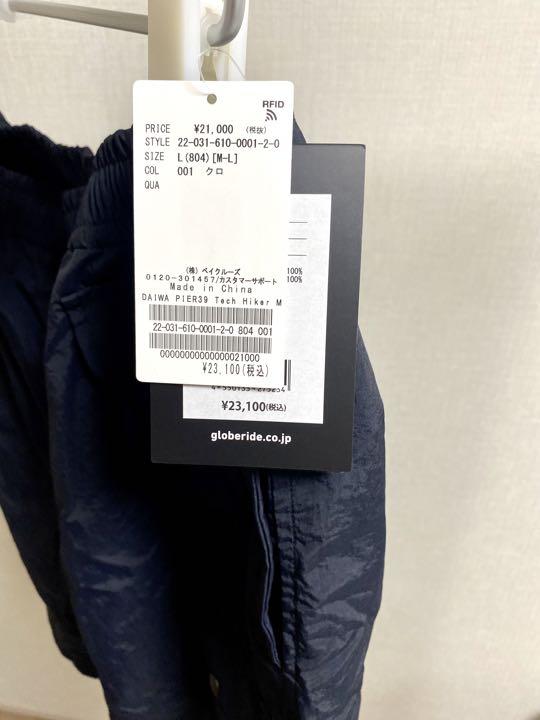 RFID
PRICE ¥21,000 (税抜)
STYLE 22-031-610-0001-2-0
SIZE L(804)[M-L]
COL 001 クロ
QUA
(株) ベイクルーズ
0120-301457/カスタマーサポート
Made in China
DAIWA PIER39 Tech Hiker M
22-031-610-0001-2-0 804 001
00000000000000021000
¥23,100(税込)
100%
100%
¥23,100(税込)
globeride.co.jp